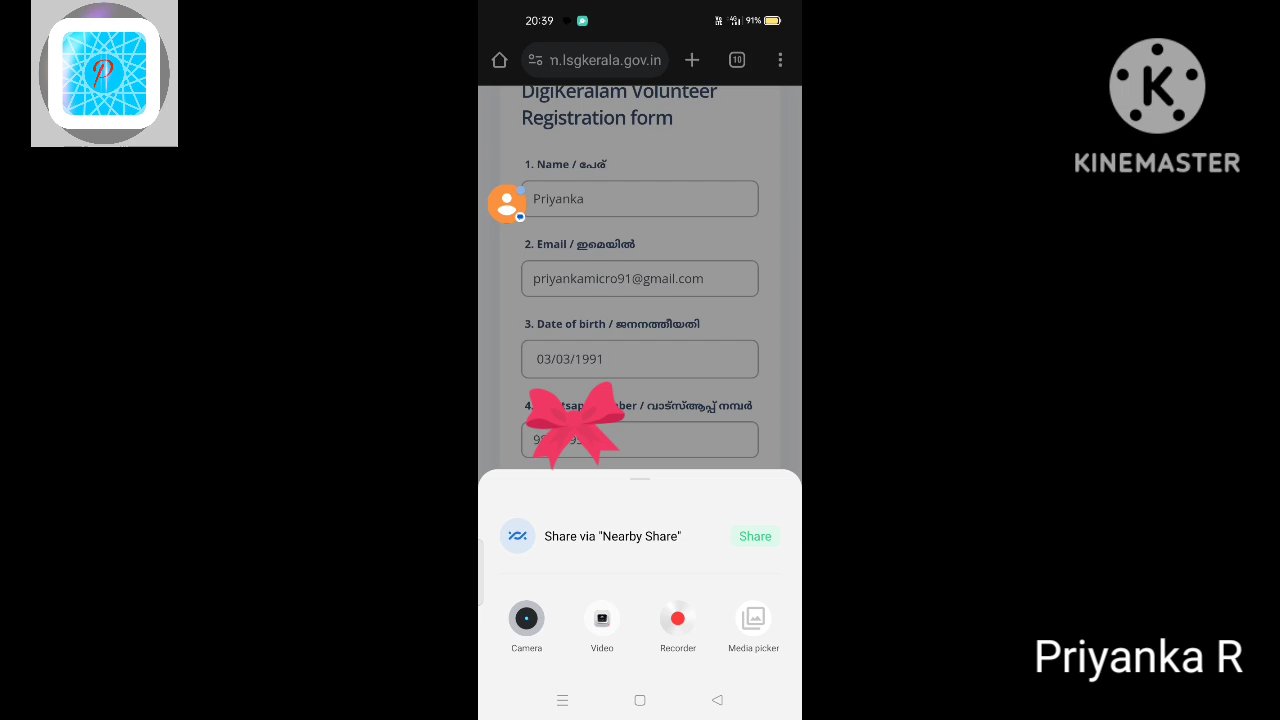 P
20:39
91%
n.lsgkerala.gov.in
10
DigiKeralam Volunteer
Registration form
1. Name / പേര്
Priyanka
2. Email / ഇമെയിൽ
priyankamicro91@gmail.com
3. Date of birth / ജനനത്തീയതി
03/03/1991
4. / വാട്സ്ആപ്പ് നമ്പർ
Share via "Nearby Share"
Share
Camera
Video
Recorder
Media picker
K
KINEMASTER
Priyanka R